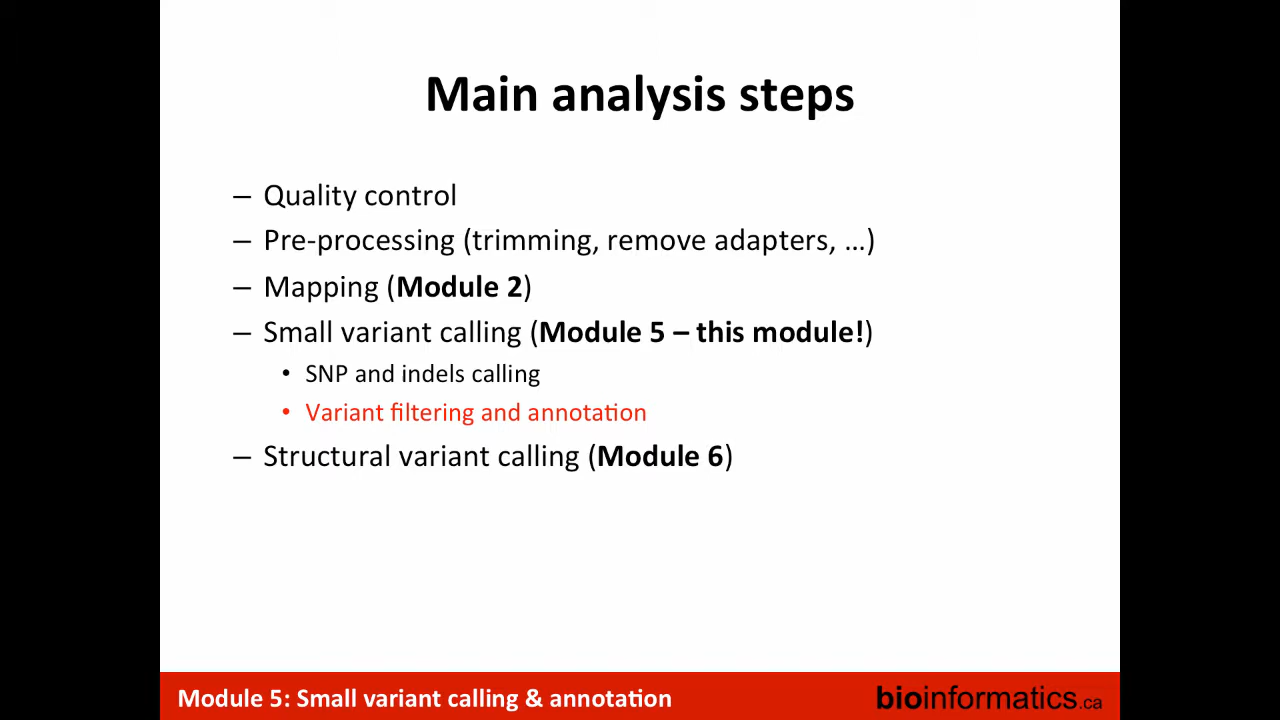 Main analysis steps
– Quality control
– Pre-processing (trimming, remove adapters, ...)
– Mapping (Module 2)
– Small variant calling (Module 5 – this module!)
• SNP and indels calling
• Variant filtering and annotation
– Structural variant calling (Module 6)
Module 5: Small variant calling & annotation
bioinformatics.ca